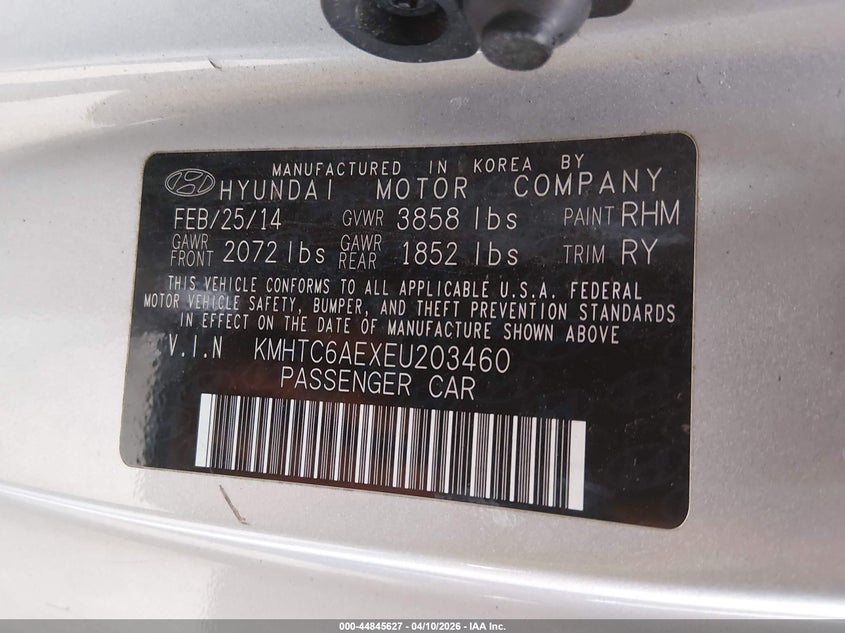 MANUFACTURED IN KOREA BY
HYUNDAI MOTOR COMPANY
FEB/25/14 GVWR 3858 lbs PAINT RHM
GAWR FRONT 2072 lbs GAWR REAR 1852 lbs TRIM RY
THIS VEHICLE CONFORMS TO ALL APPLICABLE U.S.A. FEDERAL
MOTOR VEHICLE SAFETY, BUMPER, AND THEFT PREVENTION STANDARDS
IN EFFECT ON THE DATE OF MANUFACTURE SHOWN ABOVE
V.I.N KMHTC6AEXEU203460
PASSENGER CAR
000-44845627 - 04/10/2026 - IAA Inc.